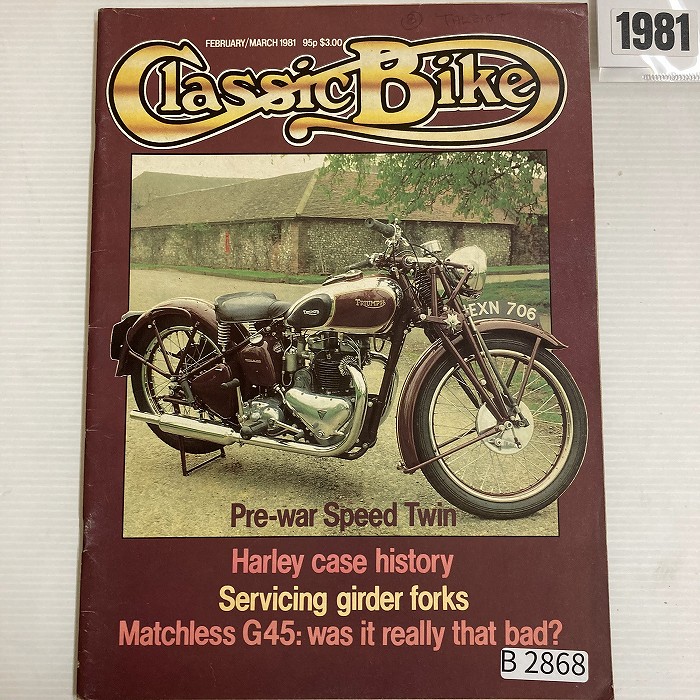 1981
FEBRUARY/MARCH 1981 95p $3.00
Classic Bike
TRIUMPH
TRIUMPH
EXN 706
Pre-war Speed Twin
Harley case history
Servicing girder forks
Matchless G45: was it really that bad?
B 2868